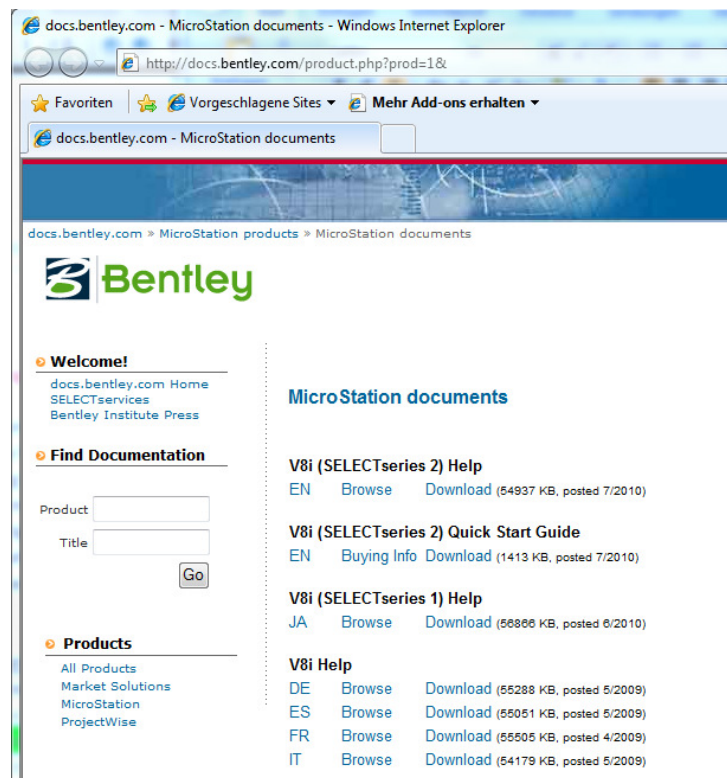 docs.bentley.com - MicroStation documents - Windows Internet Explorer
http://docs.bentley.com/product.php?prod=1&
Favoriten Vorgeschlagene Sites Mehr Add-ons erhalten
docs.bentley.com - MicroStation documents
docs.bentley.com » MicroStation products » MicroStation documents
Bentley
Welcome!
docs.bentley.com Home
SELECTservices
Bentley Institute Press
Find Documentation
Product
Title
Go
Products
All Products
Market Solutions
MicroStation
ProjectWise
MicroStation documents
V8i (SELECTseries 2) Help
EN Browse Download (54937 KB, posted 7/2010)
V8i (SELECTseries 2) Quick Start Guide
EN Buying Info Download (1413 KB, posted 7/2010)
V8i (SELECTseries 1) Help
JA Browse Download (56866 KB, posted 6/2010)
V8i Help
DE Browse Download (55288 KB, posted 5/2009)
ES Browse Download (55051 KB, posted 5/2009)
FR Browse Download (55505 KB, posted 4/2009)
IT Browse Download (54179 KB, posted 5/2009)